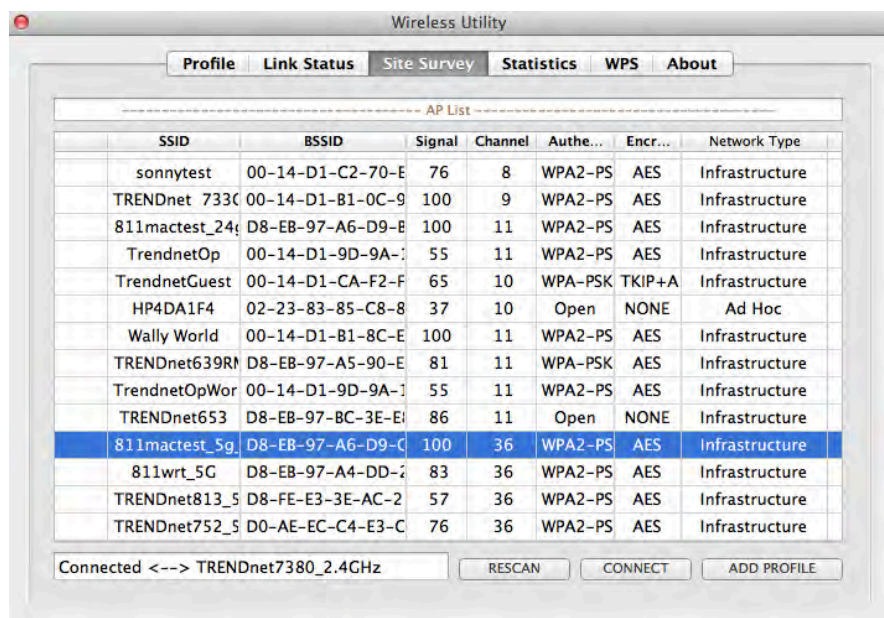 Wireless Utility
Profile Link Status Site Survey Statistics WPS About
AP List
SSID BSSID Signal Channel Authe... Encr... Network Type
sonnytest 00-14-D1-C2-70-E 76 8 WPA2-PS AES Infrastructure
TRENDnet 733( 00-14-D1-B1-0C-9 100 9 WPA2-PS AES Infrastructure
811mactest_24g D8-EB-97-A6-D9-B 100 11 WPA2-PS AES Infrastructure
TrendnetOp 00-14-D1-9D-9A-1 55 11 WPA2-PS AES Infrastructure
TrendnetGuest 00-14-D1-CA-F2-F 65 10 WPA-PSK TKIP+A Infrastructure
HP4DA1F4 02-23-83-85-C8-8 37 10 Open NONE Ad Hoc
Wally World 00-14-D1-B1-8C-E 100 11 WPA2-PS AES Infrastructure
TRENDnet639RM D8-EB-97-A5-90-E 81 11 WPA-PSK AES Infrastructure
TrendnetOpWor 00-14-D1-9D-9A-1 55 11 WPA2-PS AES Infrastructure
TRENDnet653 D8-EB-97-BC-3E-E8 86 11 Open NONE Infrastructure
811mactest_5g_ D8-EB-97-A6-D9-C 100 36 WPA2-PS AES Infrastructure
811wrt_5G D8-EB-97-A4-DD-2 83 36 WPA2-PS AES Infrastructure
TRENDnet813_5 D8-FE-E3-3E-AC-2 57 36 WPA2-PS AES Infrastructure
TRENDnet752_5 D0-AE-EC-C4-E3-C 76 36 WPA2-PS AES Infrastructure
Connected <--> TRENDnet7380_2.4GHz RESCAN CONNECT ADD PROFILE